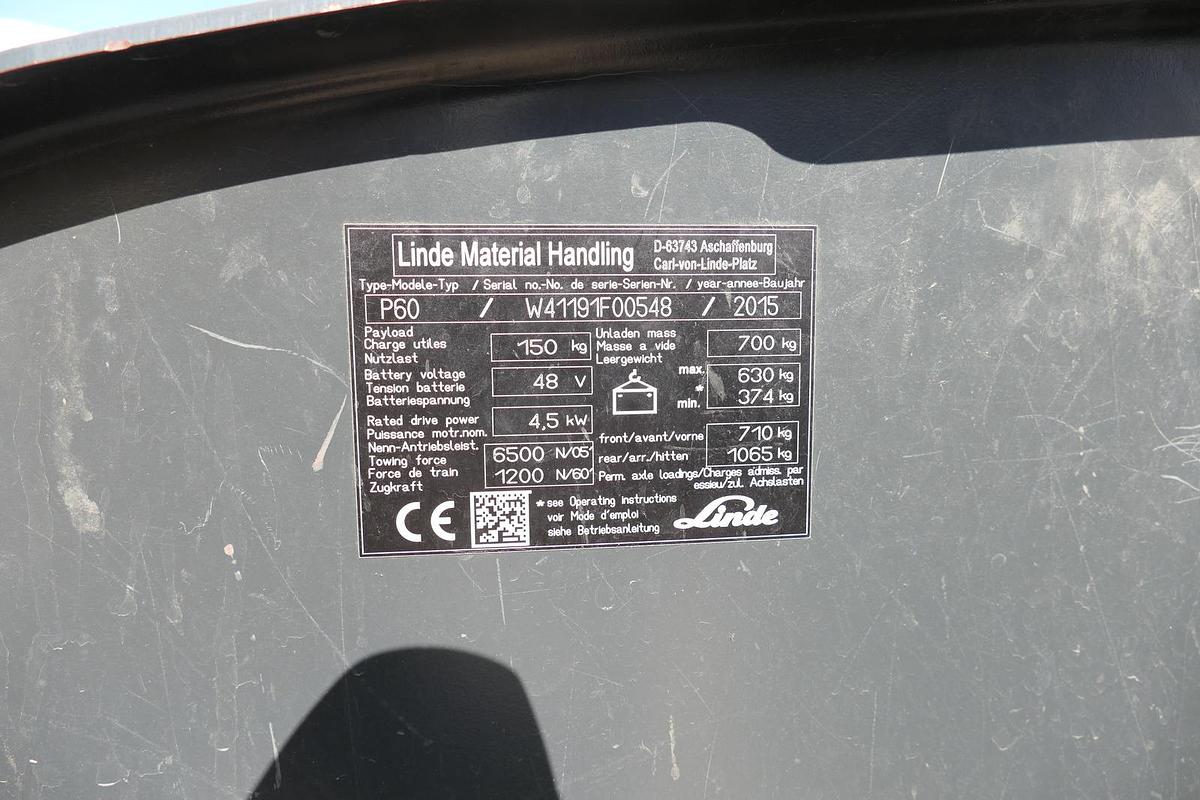 Linde Material Handling
D-63743 Aschaffenburg
Carl-von-Linde-Platz
Type-Modele-Typ / Serial no.-No. de serie-Serien-Nr. / year-annee-Baujahr
P60 / W41191F00548 / 2015
Payload
Charge utiles
Nutzlast
150 kg
Unladen mass
Masse a vide
Leergewicht
700 kg
Battery voltage
Tension batterie
Batteriespannung
48 V
max. 630 kg
*
min. 374 kg
Rated drive power
Puissance motr.nom.
Nenn-Antriebsleist.
4,5 kW
Towing force
Force de train
Zugkraft
6500 N/05'
1200 N/60'
front/avant/vorne 710 kg
rear/arr./hitten 1065 kg
Perm. axle loadings/Charges admiss. par
essieu/zul. Achslasten
CE
*see Operating instructions
voir Mode d'emploi
siehe Betriebsanleitung
Linde